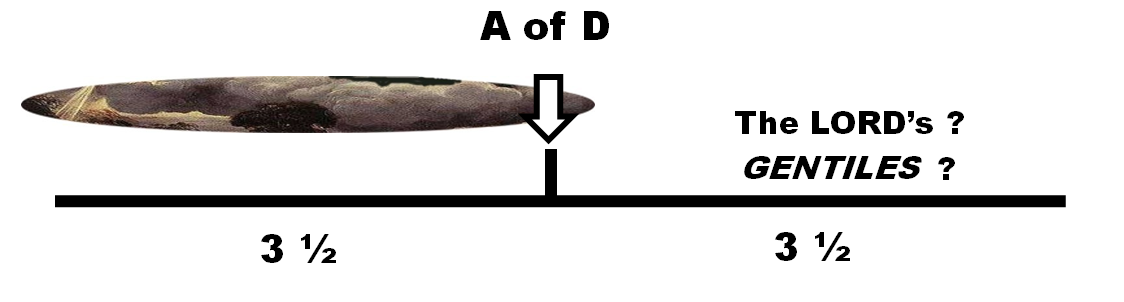 A of D
The LORD’s ?
GENTILES ?
3 ½
3 ½